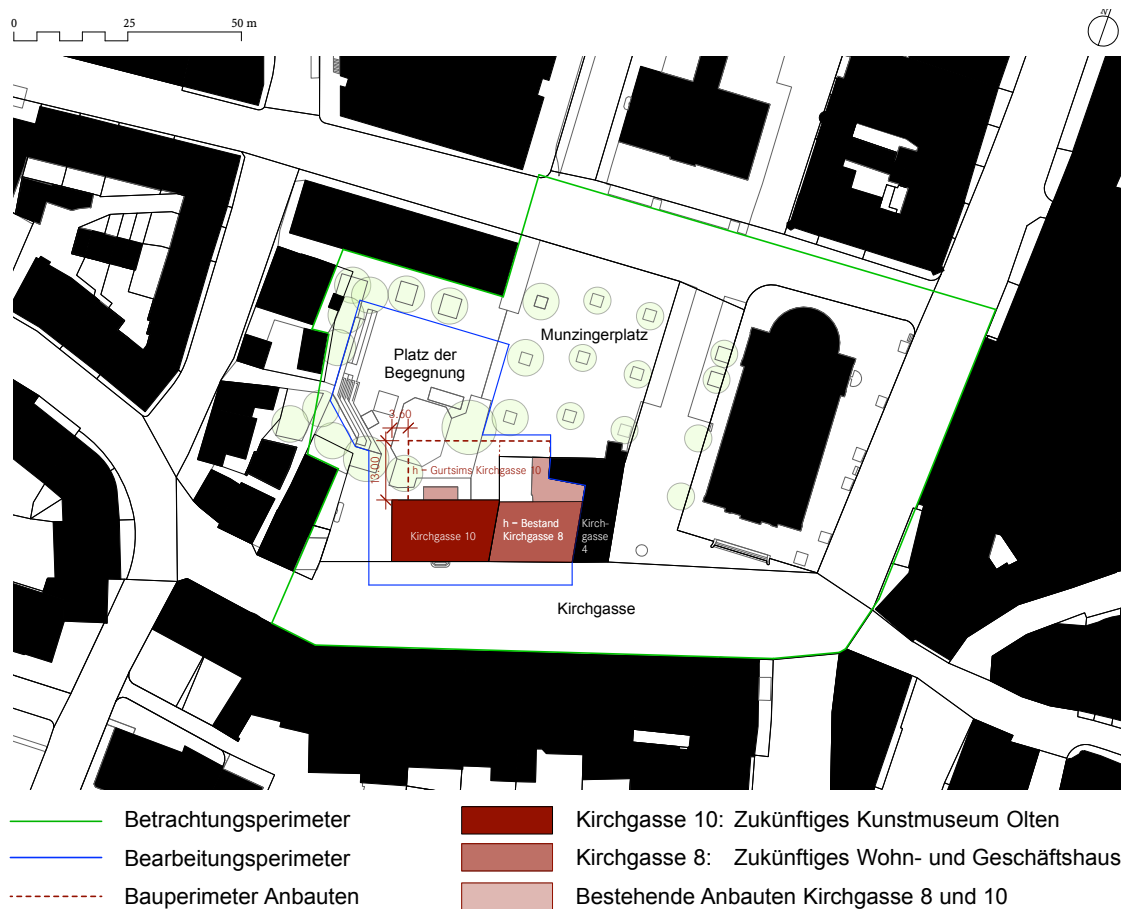 0 25 50 m
N
Munzingerplatz
Platz der
Begegnung
3.60
13.00
h = Gurtsims Kirchgasse 10
Kirchgasse 10
h = Bestand
Kirchgasse 8
Kirch-
gasse
4
Kirchgasse
Betrachtungsperimeter
Bearbeitungsperimeter
Bauperimeter Anbauten
Kirchgasse 10: Zukünftiges Kunstmuseum Olten
Kirchgasse 8: Zukünftiges Wohn- und Geschäftshaus
Bestehende Anbauten Kirchgasse 8 und 10